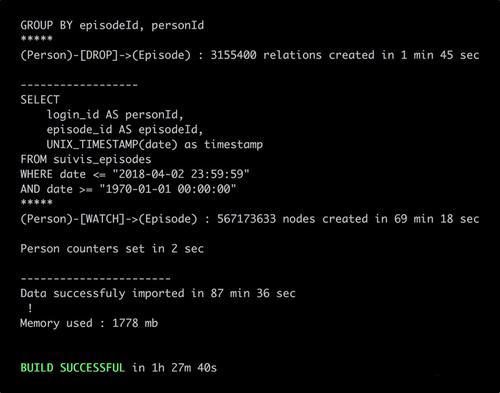 GROUP BY episodeId, personId
*****
(Person)-[DROP]->(Episode) : 3155400 relations created in 1 min 45 sec
------------------
SELECT
login_id AS personId,
episode_id AS episodeId,
UNIX_TIMESTAMP(date) as timestamp
FROM suivis_episodes
WHERE date <= "2018-04-02 23:59:59"
AND date >= "1970-01-01 00:00:00"
*****
(Person)-[WATCH]->(Episode) : 567173633 nodes created in 69 min 18 sec
Person counters set in 2 sec
-----------------------
Data successfuly imported in 87 min 36 sec
!
Memory used : 1778 mb
BUILD SUCCESSFUL in 1h 27m 40s